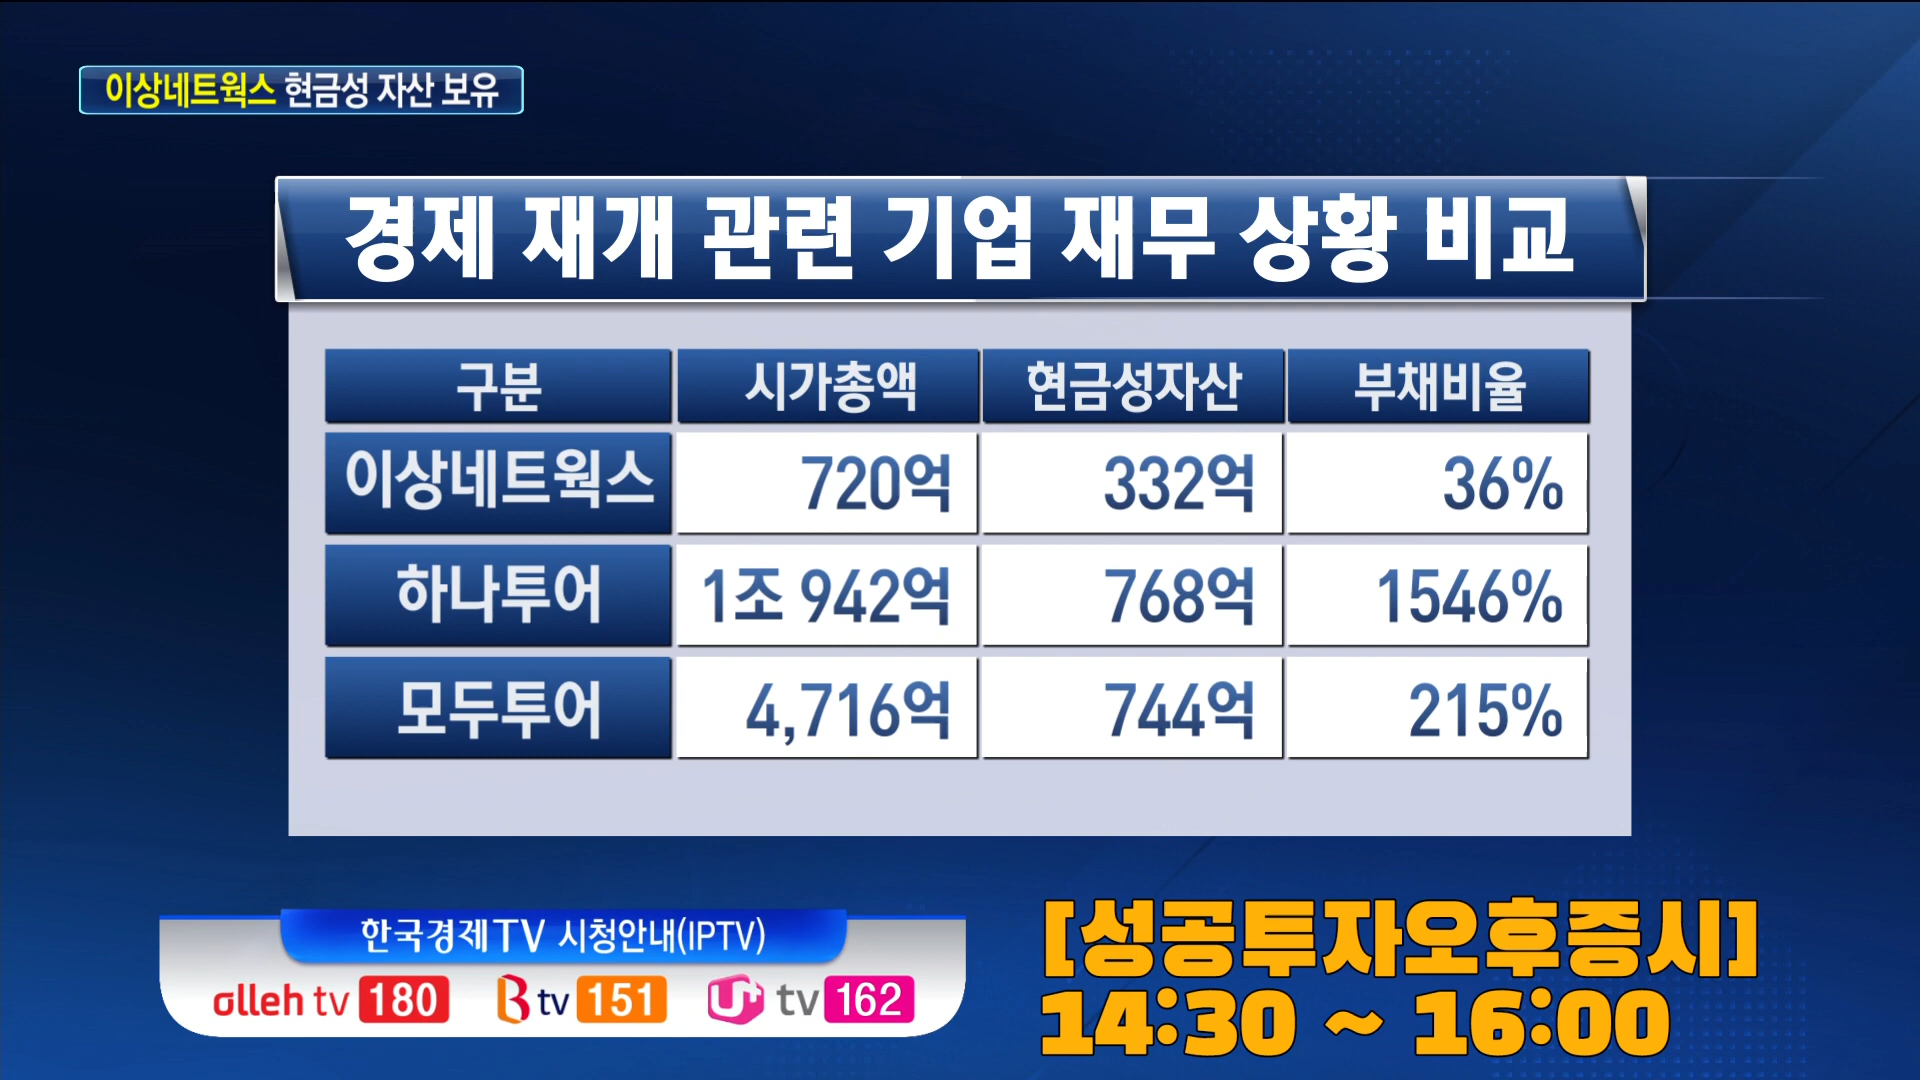 이상네트웍스 현금성 자산 보유
경제 재개 관련 기업 재무 상황 비교
구분 시가총액 현금성자산 부채비율
이상네트웍스 720억 332억 36%
하나투어 1조 942억 768억 1546%
모두투어 4,716억 744억 215%
한국경제TV 시청안내(IPTV)
olleh tv 180 B tv 151 U+ tv 162
[성공투자오후증시]
14:30 ~ 16:00